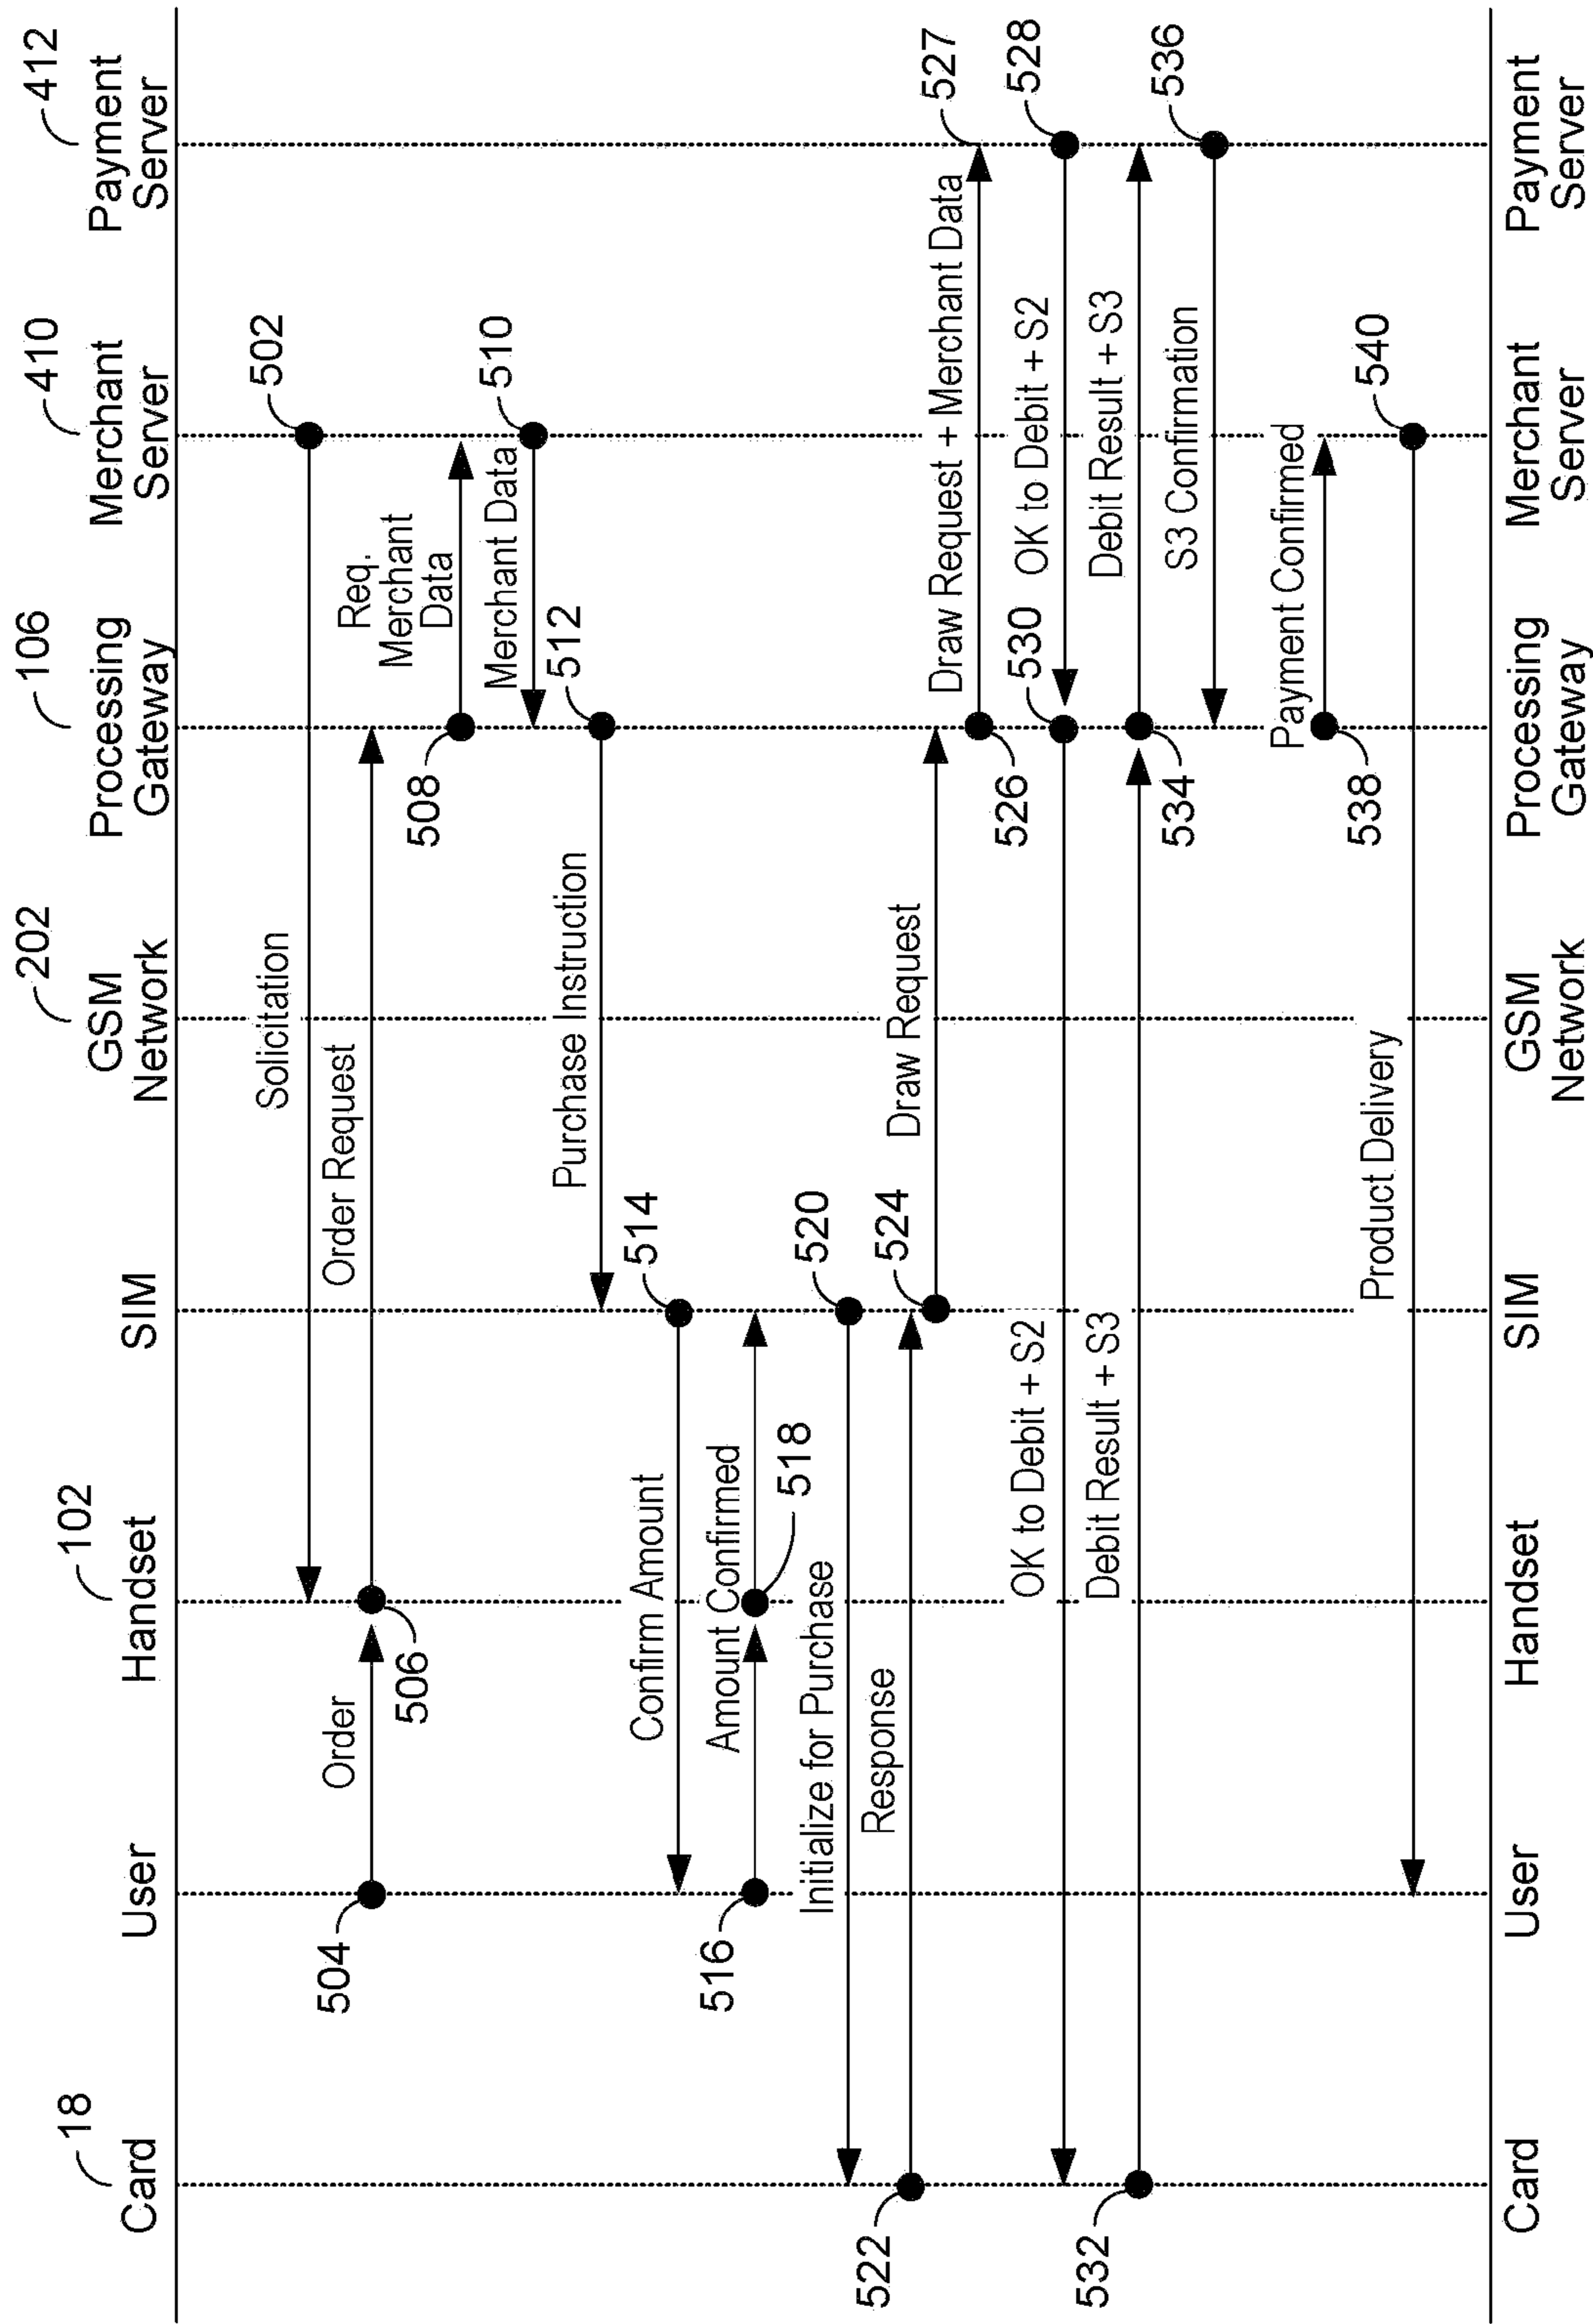 18
102
202
106
410
412
Card
User
Handset
SIM
GSM
Network
Processing
Gateway
Merchant
Server
Payment
Server
Solicitation
502
504
Order
506
Order Request
508
Req.
Merchant
Data
510
Merchant Data
512
Purchase Instruction
514
Confirm Amount
516
Amount Confirmed
518
520
Initialize for Purchase
522
Response
524
Draw Request
526
Draw Request + Merchant Data
527
528
OK to Debit + S2
530
OK to Debit + S2
532
Debit Result + S3
534
Debit Result + S3
536
S3 Confirmation
538
Payment Confirmed
540
Product Delivery
Card
User
Handset
SIM
GSM
Network
Processing
Gateway
Merchant
Server
Payment
Server